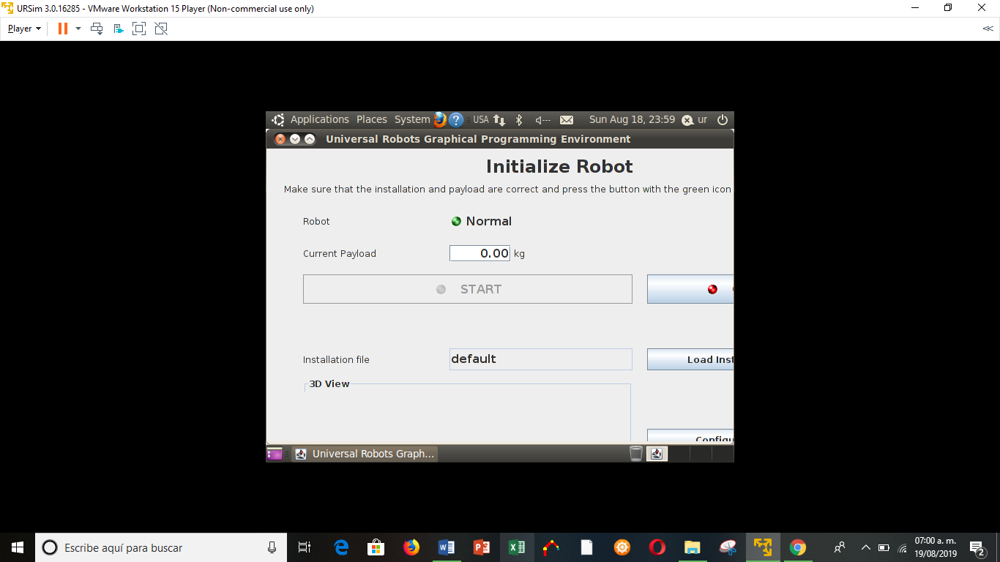 URSim 3.0.16285 - VMware Workstation 15 Player (Non-commercial use only)
Player
Applications Places System USA Sun Aug 18, 23:59 ur
Universal Robots Graphical Programming Environment
Initialize Robot
Make sure that the installation and payload are correct and press the button with the green icon
Robot Normal
Current Payload 0.00 kg
START
Installation file default Load Inst
3D View
Configu
Universal Robots Graph...
Escribe aquí para buscar
07:00 a. m.
19/08/2019
2